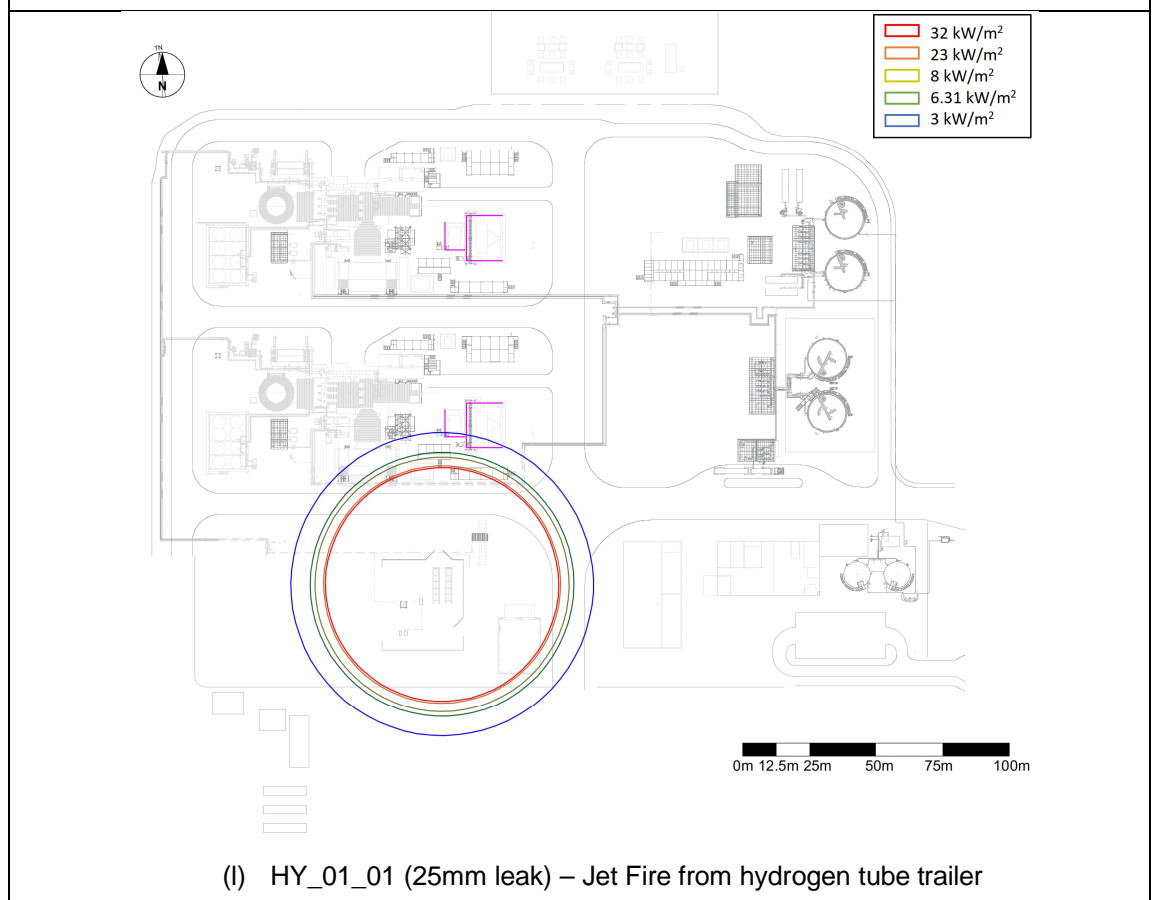 TN
N
32 kW/m²
23 kW/m²
8 kW/m²
6.31 kW/m²
3 kW/m²
0m 12.5m 25m 50m 75m 100m
(l) HY_01_01 (25mm leak) – Jet Fire from hydrogen tube trailer